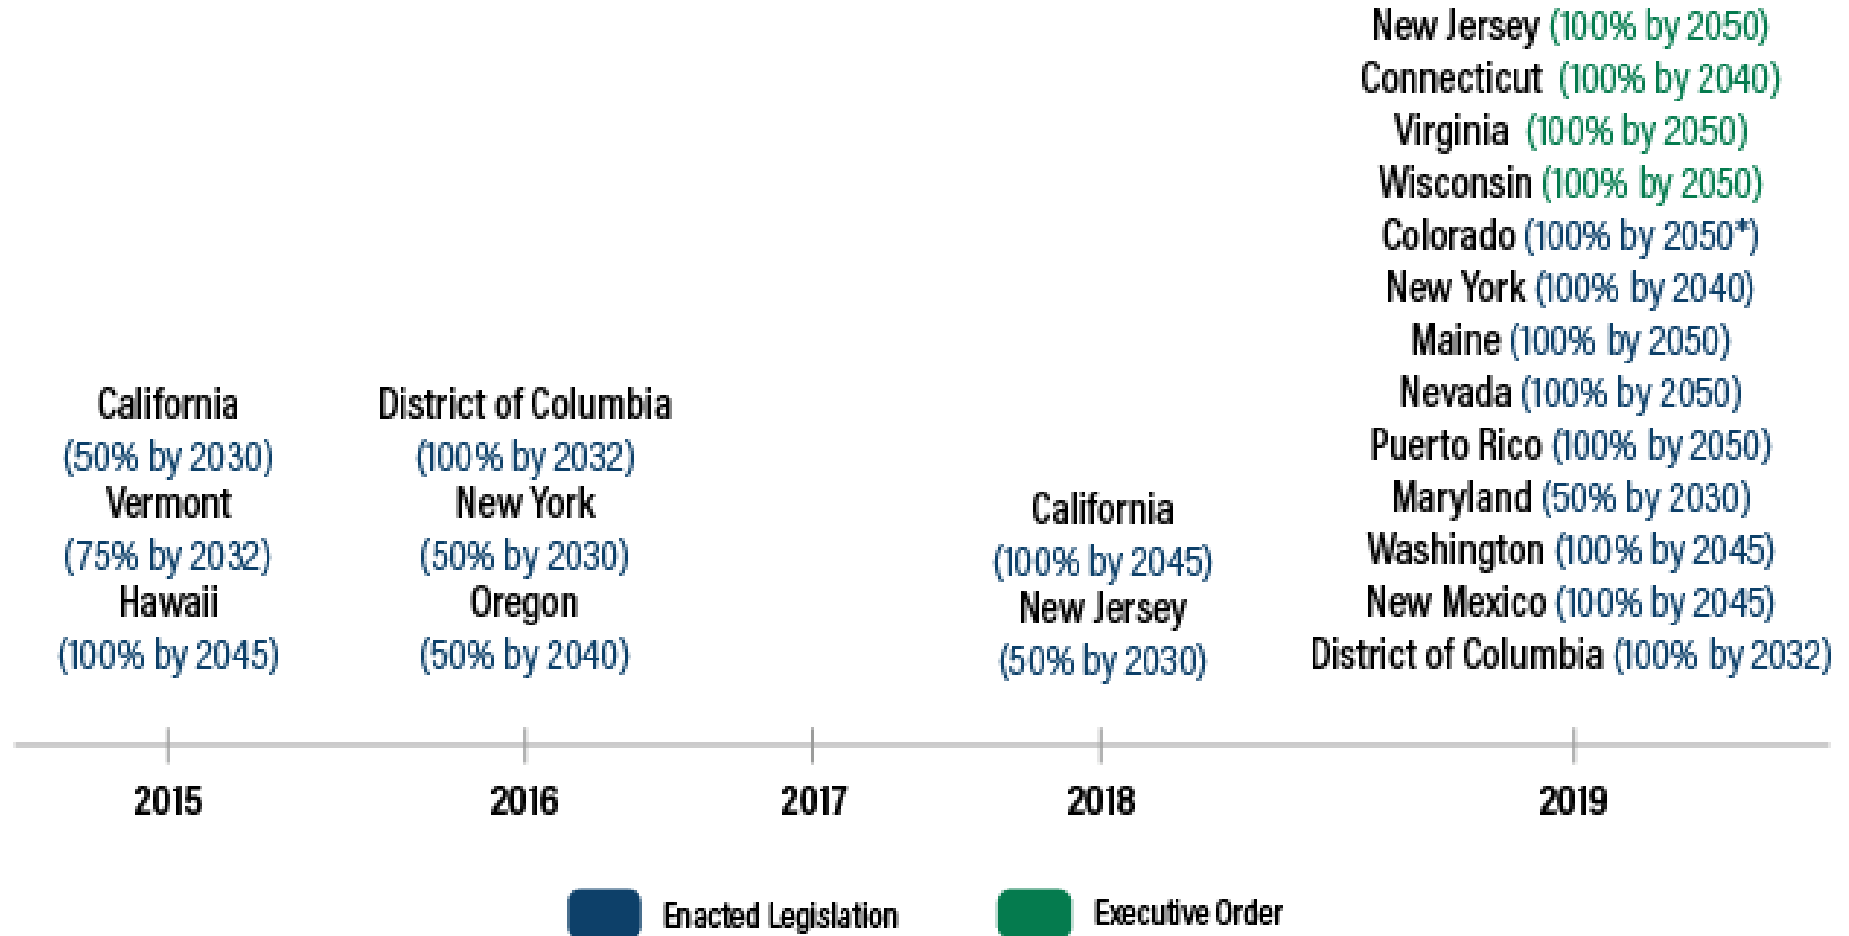 New Jersey (100% by 2050)
Connecticut (100% by 2040)
Virginia (100% by 2050)
Wisconsin (100% by 2050)
Colorado (100% by 2050*)
New York (100% by 2040)
Maine (100% by 2050)
Nevada (100% by 2050)
Puerto Rico (100% by 2050)
Maryland (50% by 2030)
Washington (100% by 2045)
New Mexico (100% by 2045)
District of Columbia (100% by 2032)
California
(50% by 2030)
Vermont
(75% by 2032)
Hawaii
(100% by 2045)
District of Columbia
(100% by 2032)
New York
(50% by 2030)
Oregon
(50% by 2040)
California
(100% by 2045)
New Jersey
(50% by 2030)
2015
2016
2017
2018
2019
Enacted Legislation
Executive Order